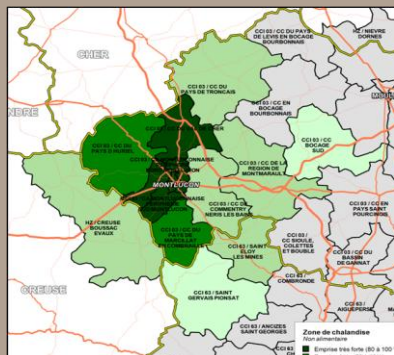 CHER
CCI 03 / CC DU PAYS
DE LEVIS EN BOCAGE
BOURBONNAIS
HZ / NIEVRE
DORNES
CCI 03 / CC DU
PAYS DE TRONCAIS
CCI 03 / CC EN
BOCAGE
BOURBONNAIS
CCI 03 / CC
BOCAGE
SUD
CCI 03 / CC DU
PAYS D'HURIEL
CCI 03 / CC DE LA
REGION DE
MONTMARAULT
MONTLUCON
CCI 03 / CC EN
PAYS SAINT
POURCINOIS
CCI 03 / CC DE
COMMENTRY
NERIS LES BAINS
HZ / CREUSE
BOUSSAC
EVAUX
CCI 03 / CC DU
PAYS DE
MARCILLAT
EN COMBRAILLE
CCI 63 / SAINT
ELOY
LES MINES
CCI 03 /
CC SIOULE,
COLETTES
ET BOUBLE
CCI 03 / CC DU
BASSIN
DE GANNAT
CREUSE
CCI 63 / SAINT
GERVAIS PIONSAT
CCI 63 /
COMBRONDE
CCI 63 /
AIGUEPERSE
CCI 63 / ANCIZES
SAINT GEORGES
Zone de chalandise
Non alimentaire
Emprise très forte (80 à 100